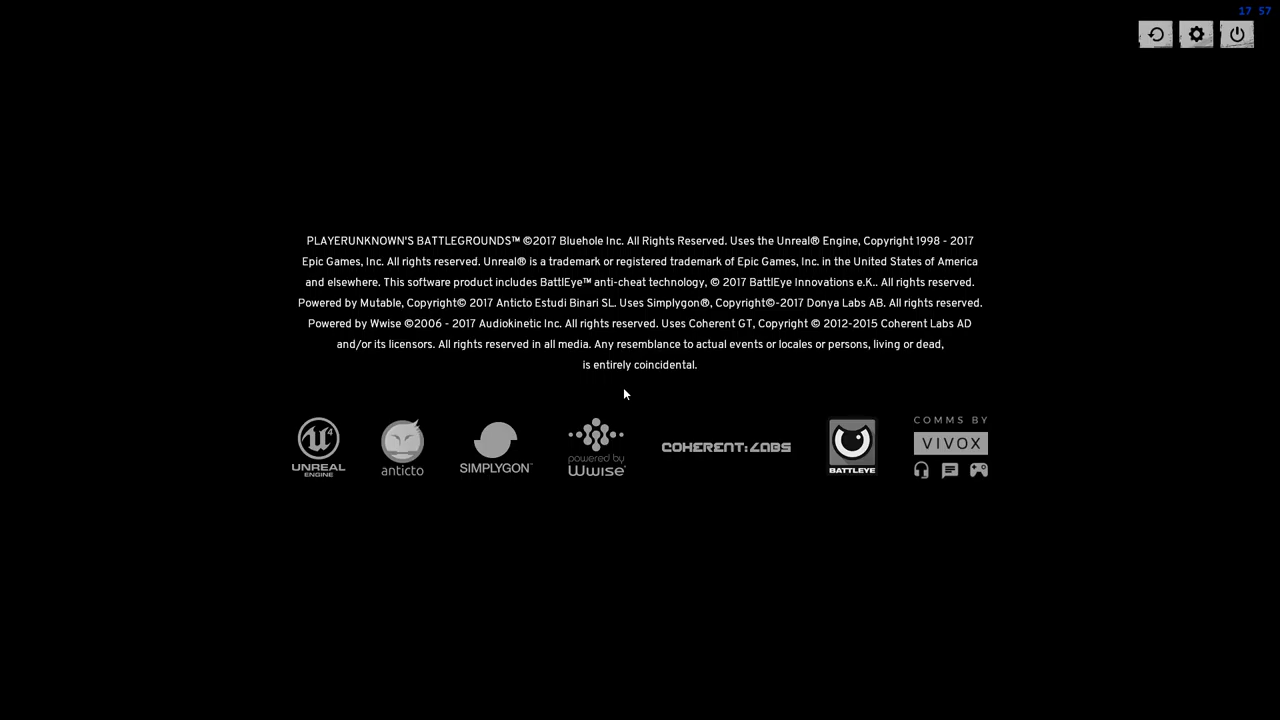 17 57
PLAYERUNKNOWN'S BATTLEGROUNDS™ ©2017 Bluehole Inc. All Rights Reserved. Uses the Unreal® Engine, Copyright 1998 - 2017
Epic Games, Inc. All rights reserved. Unreal® is a trademark or registered trademark of Epic Games, Inc. in the United States of America
and elsewhere. This software product includes BattlEye™ anti-cheat technology, © 2017 BattlEye Innovations e.K.. All rights reserved.
Powered by Mutable, Copyright© 2017 Anticto Estudi Binari SL. Uses Simplygon®, Copyright©-2017 Donya Labs AB. All rights reserved.
Powered by Wwise ©2006 - 2017 Audiokinetic Inc. All rights reserved. Uses Coherent GT, Copyright © 2012-2015 Coherent Labs AD
and/or its licensors. All rights reserved in all media. Any resemblance to actual events or locales or persons, living or dead,
is entirely coincidental.
UNREAL
ENGINE
4
anticto
SIMPLYGON
powered by
Wwise
COHERENT:LABS
BATTLEYE
COMMS BY
VIVOX